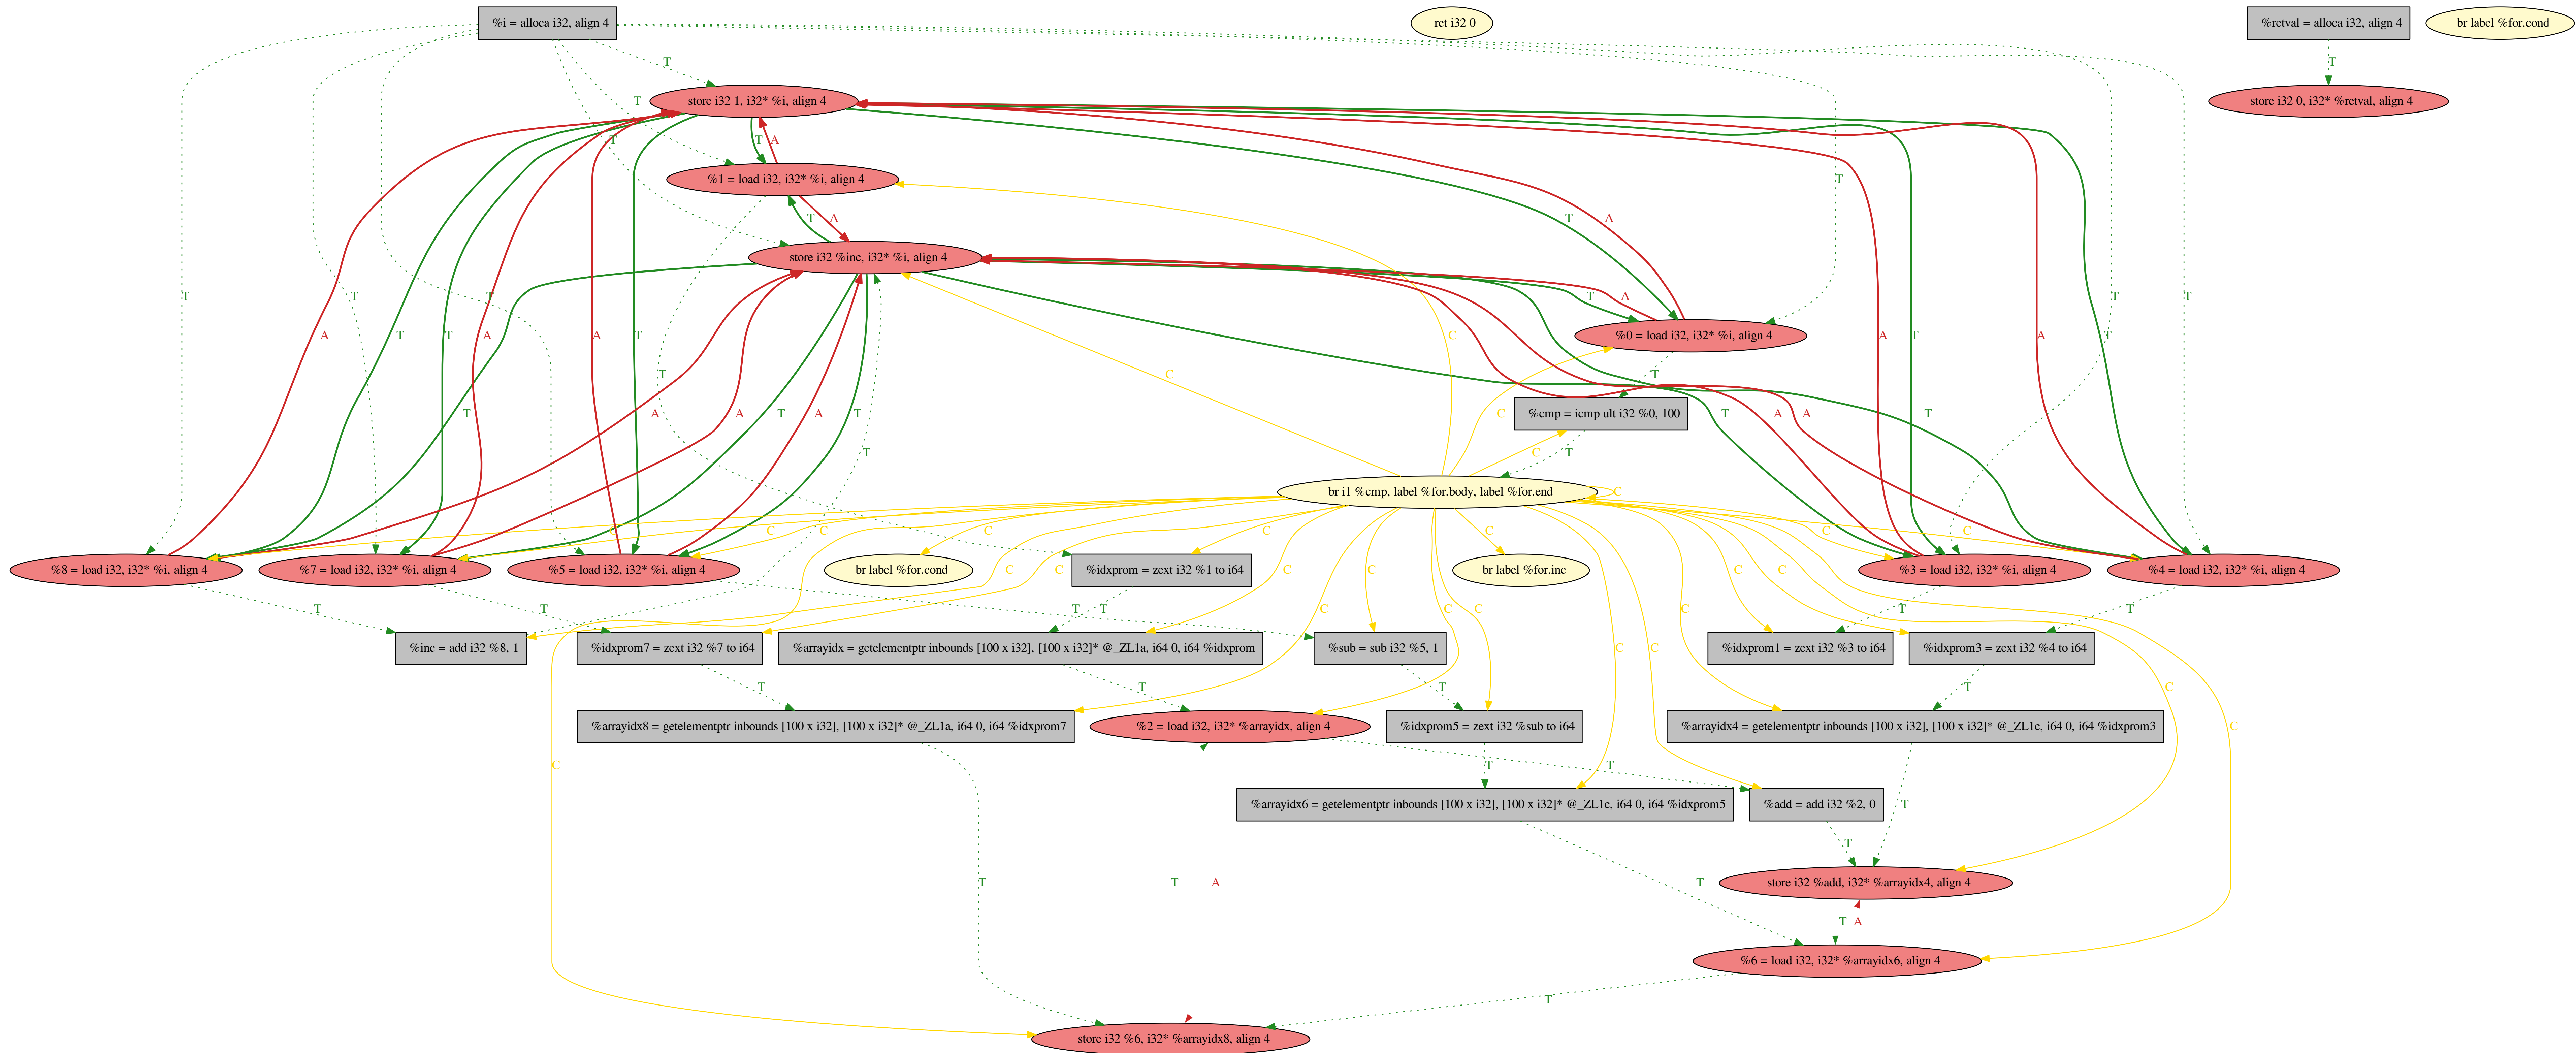 %i = alloca i32, align 4
ret i32 0
%retval = alloca i32, align 4
br label %for.cond
T
T
store i32 1, i32* %i, align 4
store i32 0, i32* %retval, align 4
T
T
T
T
A
%1 = load i32, i32* %i, align 4
T
T
A
T
A
store i32 %inc, i32* %i, align 4
T
T
T
T
A
T
T
A
T
T
A
T
A
C
%0 = load i32, i32* %i, align 4
A
T
T
A
T
T
C
T
A
T
A
T
A
C
T
A
A
T
%cmp = icmp ult i32 %0, 100
T
C
T
br i1 %cmp, label %for.body, label %for.end
C
C
C
C
C
C
C
C
C
%8 = load i32, i32* %i, align 4
%7 = load i32, i32* %i, align 4
%5 = load i32, i32* %i, align 4
br label %for.cond
%idxprom = zext i32 %1 to i64
br label %for.inc
%3 = load i32, i32* %i, align 4
%4 = load i32, i32* %i, align 4
C
C
C
C
C
C
T
T
T
T
C
C
C
C
T
T
%inc = add i32 %8, 1
%idxprom7 = zext i32 %7 to i64
%arrayidx = getelementptr inbounds [100 x i32], [100 x i32]* @_ZL1a, i64 0, i64 %idxprom
%sub = sub i32 %5, 1
%idxprom1 = zext i32 %3 to i64
%idxprom3 = zext i32 %4 to i64
T
T
T
C
C
T
C
%arrayidx8 = getelementptr inbounds [100 x i32], [100 x i32]* @_ZL1a, i64 0, i64 %idxprom7
%2 = load i32, i32* %arrayidx, align 4
%idxprom5 = zext i32 %sub to i64
%arrayidx4 = getelementptr inbounds [100 x i32], [100 x i32]* @_ZL1c, i64 0, i64 %idxprom3
C
T
T
%arrayidx6 = getelementptr inbounds [100 x i32], [100 x i32]* @_ZL1c, i64 0, i64 %idxprom5
%add = add i32 %2, 0
T
T
T
T
A
T
store i32 %add, i32* %arrayidx4, align 4
T
A
%6 = load i32, i32* %arrayidx6, align 4
T
store i32 %6, i32* %arrayidx8, align 4